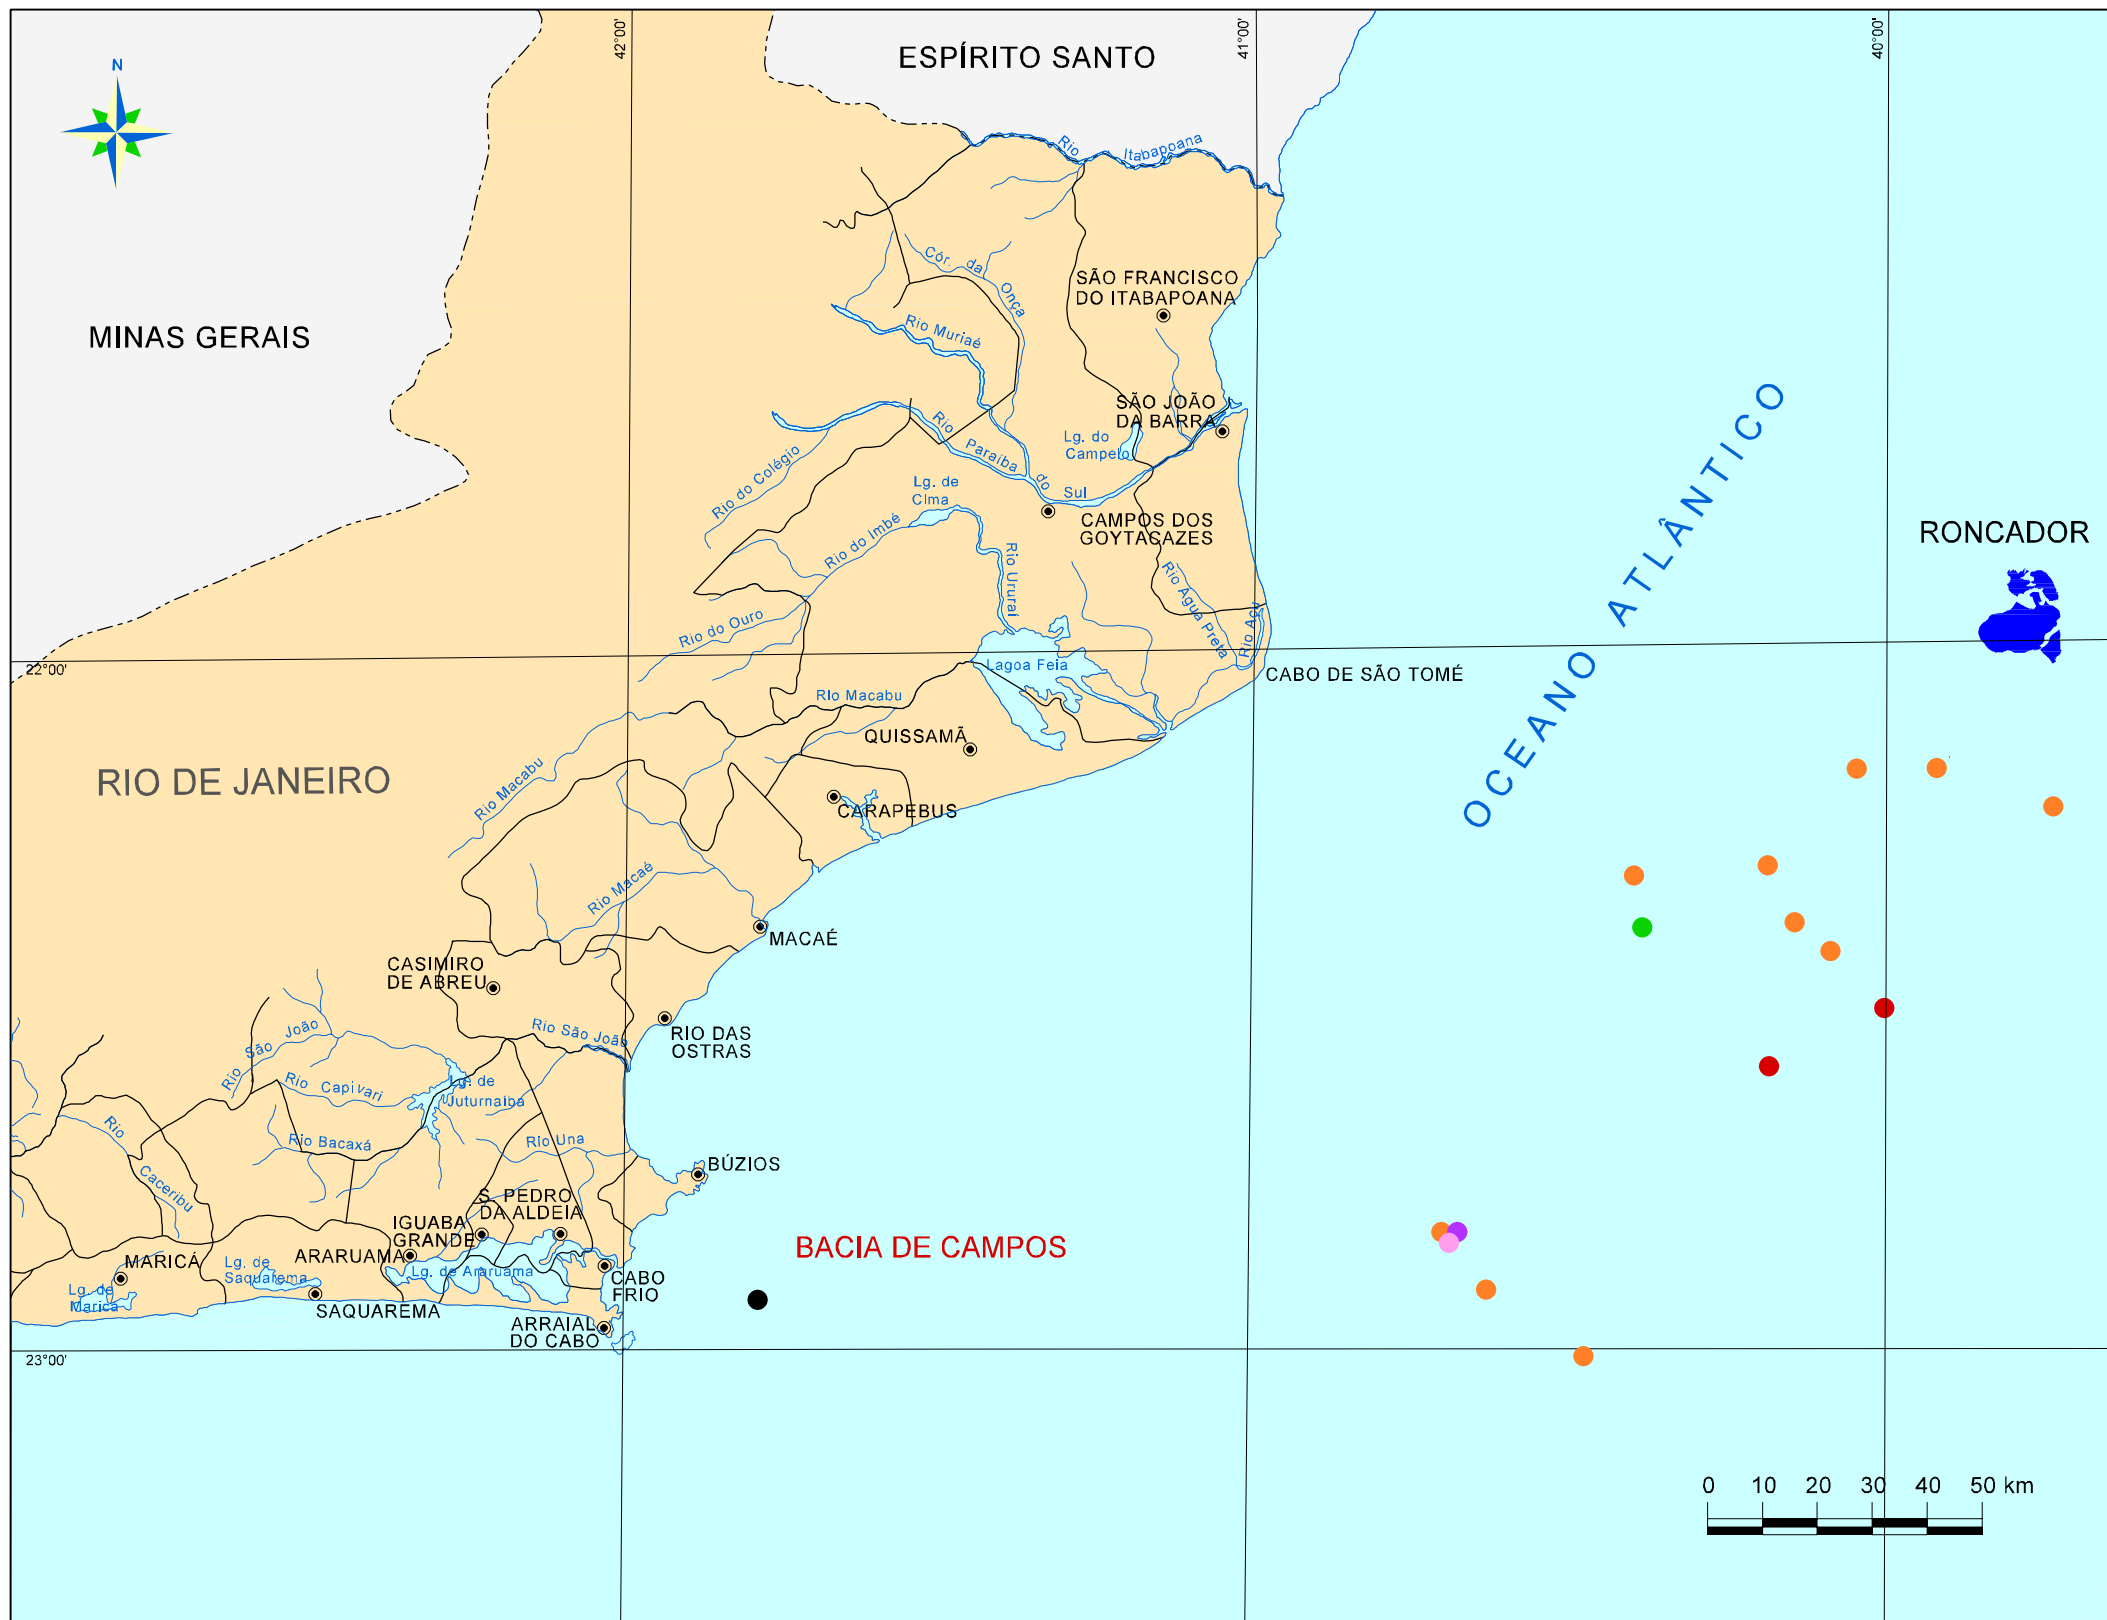 42°00'
41°00'
40°00'
ESPÍRITO SANTO
N
Rio
Itabapoana
Cór. da
Onça
SÃO FRANCISCO
DO ITABAPOANA
MINAS GERAIS
Rio Muriaé
SÃO JOÃO
DA BARRA
Rio
Paraíba
do
Sul
Lg. do
Campelo
Rio do Colégio
Lg. de
CIma
CAMPOS DOS
GOYTACAZES
OCEANO ATLÂNTICO
RONCADOR
Rio do Imbé
Rio Ururaí
Rio Água Preta
Rio Açú
Rio do Ouro
22°00'
Lagoa Feia
CABO DE SÃO TOMÉ
RIo Macabu
QUISSAMÃ
RIO DE JANEIRO
Rio Macabu
CARAPEBUS
Rio Macaé
MACAÉ
CASIMIRO
DE ABREU
Rio São João
RIO DAS
OSTRAS
Rio São João
Rio Capivari
Lg. de
Juturnaíba
Rio
Caceribu
Rio Bacaxá
Rio Una
BÚZIOS
S. PEDRO
DA ALDEIA
IGUABA
GRANDE
ARARUAMA
BACIA DE CAMPOS
MARICÁ
Lg. de
Saquarema
Lg. de Araruama
CABO
FRIO
Lg. de
Maricá
SAQUAREMA
ARRAIAL
DO CABO
23°00'
0 10 20 30 40 50 km